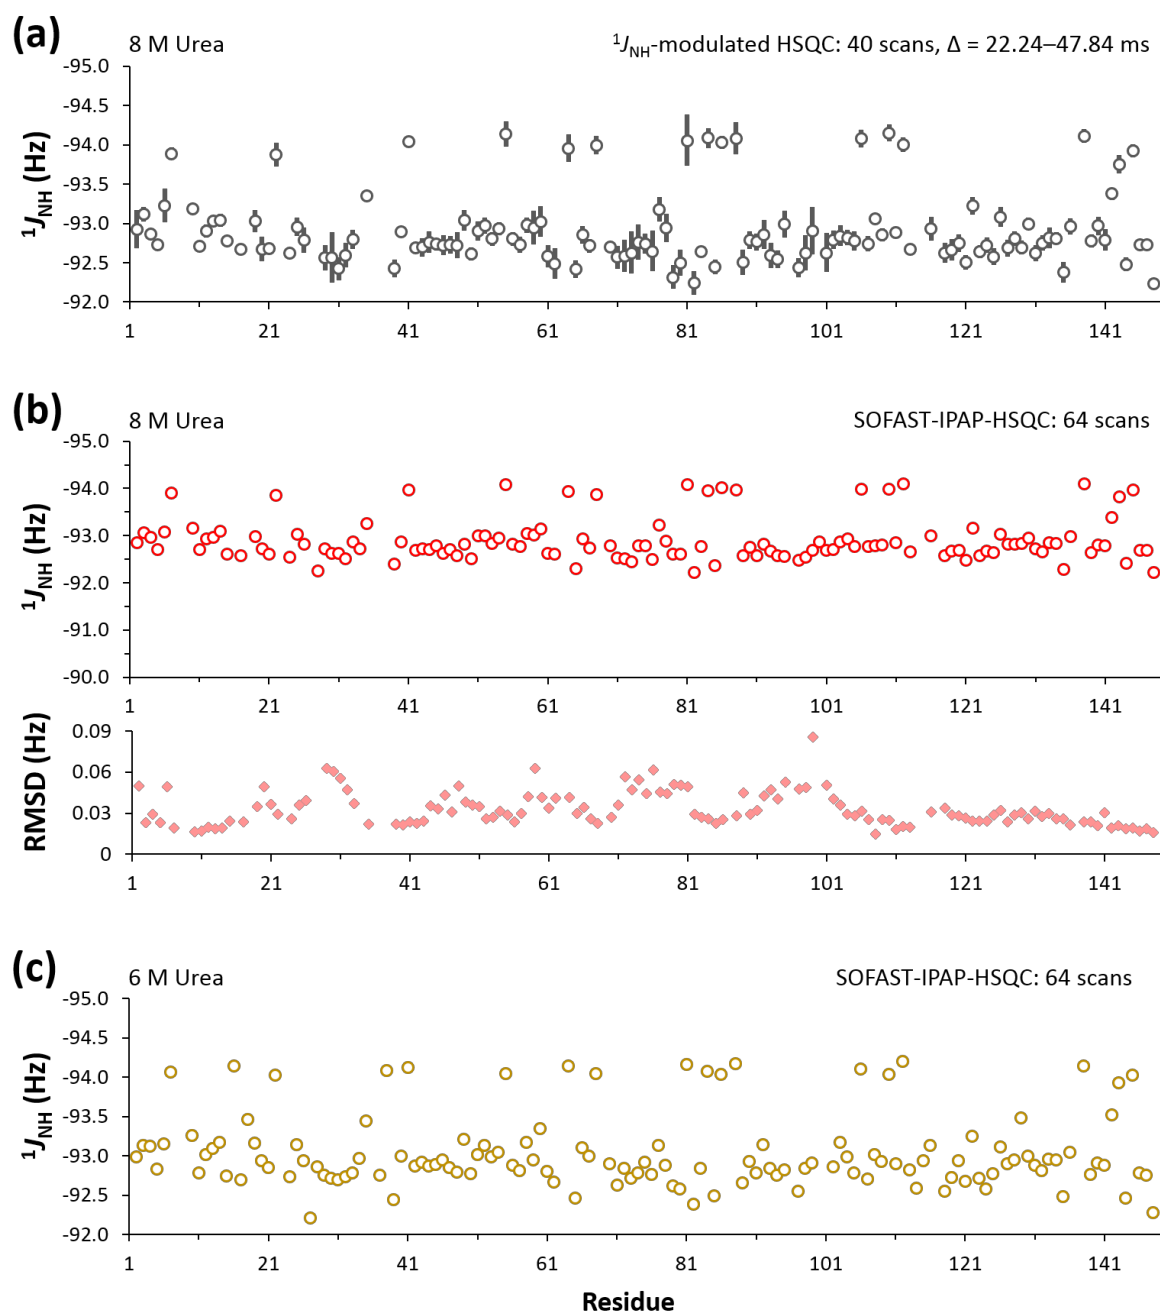 (a)
8 M Urea
¹J_NH-modulated HSQC: 40 scans, Δ = 22.24–47.84 ms
¹J_NH (Hz)
-95.0
-94.5
-94.0
-93.5
-93.0
-92.5
-92.0
1 21 41 61 81 101 121 141
(b)
8 M Urea
SOFAST-IPAP-HSQC: 64 scans
¹J_NH (Hz)
-95.0
-94.0
-93.0
-92.0
-91.0
-90.0
1 21 41 61 81 101 121 141
RMSD (Hz)
0.09
0.06
0.03
0
1 21 41 61 81 101 121 141
(c)
6 M Urea
SOFAST-IPAP-HSQC: 64 scans
¹J_NH (Hz)
-95.0
-94.5
-94.0
-93.5
-93.0
-92.5
-92.0
1 21 41 61 81 101 121 141
Residue